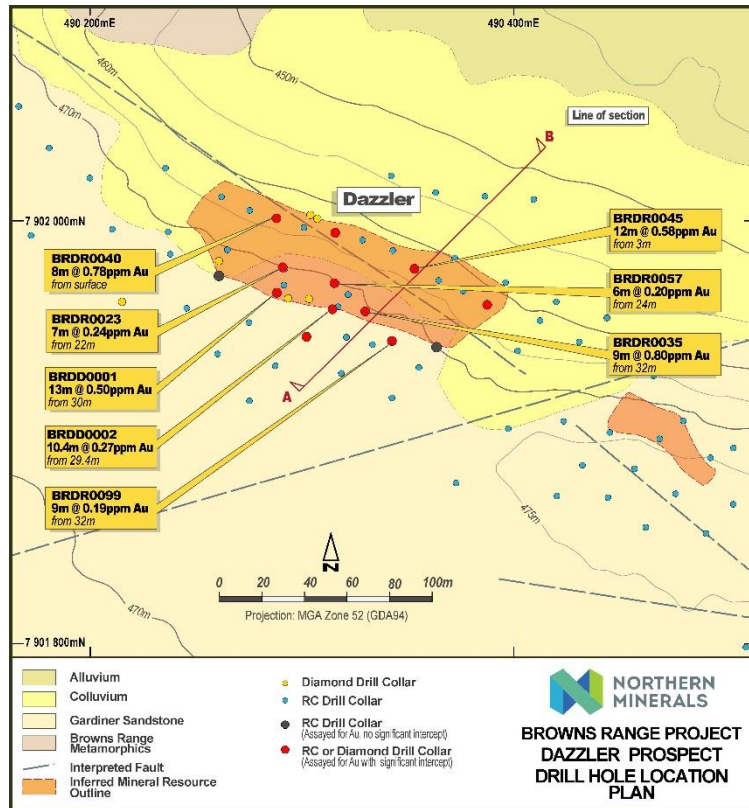 490 200mE
490 400mE
450m
460m
470m
Line of section
B
Dazzler
7 902 000mN
BRDR0045
12m @ 0.58ppm Au
from 3m
BRDR0040
8m @ 0.78ppm Au
from surface
BRDR0057
6m @ 0.20ppm Au
from 24m
BRDR0023
7m @ 0.24ppm Au
from 22m
BRDR0035
9m @ 0.80ppm Au
from 32m
BRDD0001
13m @ 0.50ppm Au
from 30m
A
BRDD0002
10.4m @ 0.27ppm Au
from 29.4m
BRDR0099
9m @ 0.19ppm Au
from 32m
475m
N
0 20 40 60 80 100m
Projection: MGA Zone 52 (GDA94)
470m
7 901 800mN
Alluvium
Colluvium
Gardiner Sandstone
Browns Range
Metamorphics
Interpreted Fault
Inferred Mineral Resource
Outline
Diamond Drill Collar
RC Drill Collar
RC Drill Collar
(Assayed for Au. no significant intercept)
RC or Diamond Drill Collar
(Assayed for Au with significant intercept)
NORTHERN
MINERALS
BROWNS RANGE PROJECT
DAZZLER PROSPECT
DRILL HOLE LOCATION
PLAN